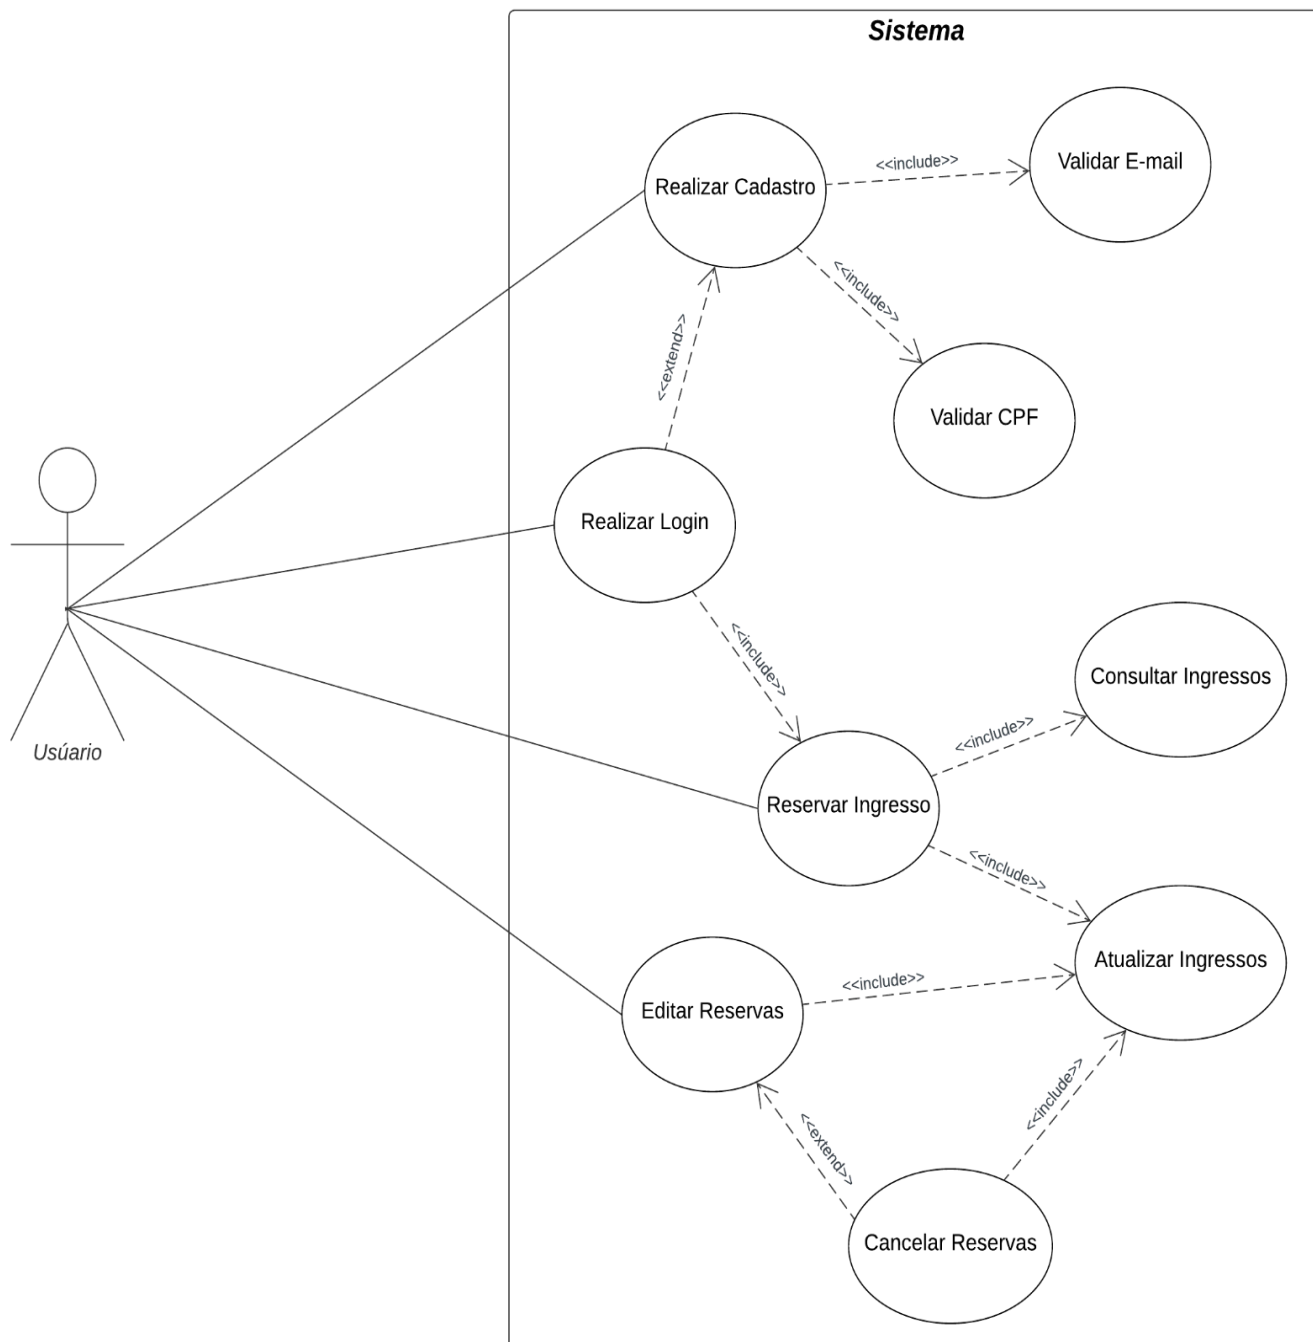 Sistema
Validar E-mail
<<include>>
Realizar Cadastro
<<include>>
<<extend>>
Validar CPF
Realizar Login
<<include>>
Consultar Ingressos
<<include>>
Usúario
Reservar Ingresso
<<include>>
Atualizar Ingressos
<<include>>
Editar Reservas
<<include>>
<<extend>>
Cancelar Reservas